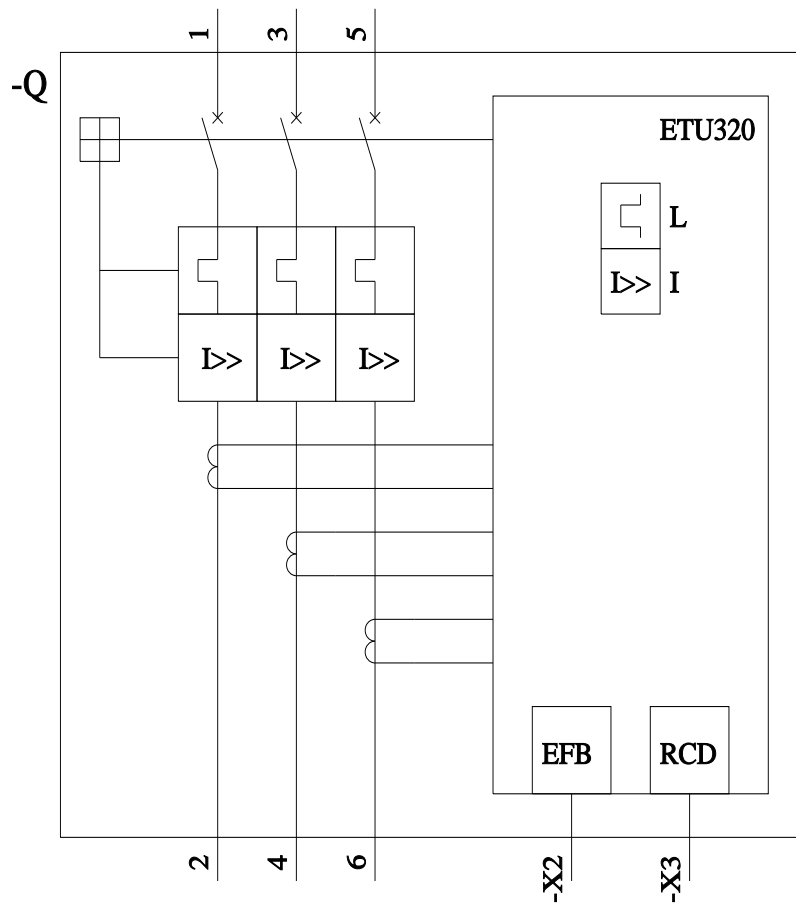 1 3 5
-Q
ETU320
L
I>> I
I>> I>> I>>
EFB RCD
2 4 6 -X2 -X3